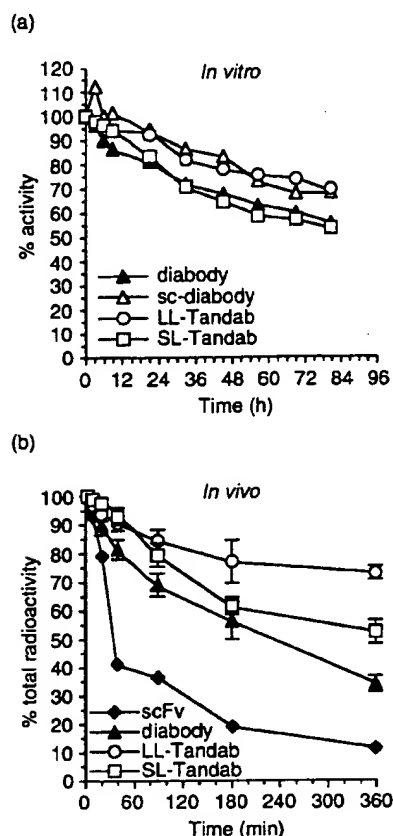 (a)
In vitro
120
110
100
90
80
70
60
50
40
30
20
10
0
% activity
diabody
sc-diabody
LL-Tandab
SL-Tandab
0 12 24 36 48 60 72 84 96
Time (h)
(b)
In vivo
100
90
80
70
60
50
40
30
20
10
0
% total radioactivity
scFv
diabody
LL-Tandab
SL-Tandab
0 60 120 180 240 300 360
Time (min)